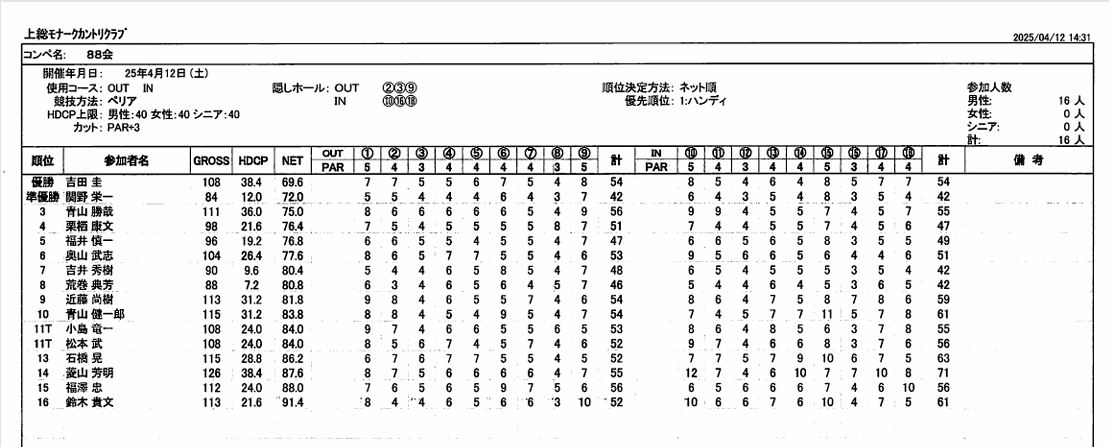 上総モナークカントリクラブ
2025/04/12 14:31
コンペ名: 88会
開催年月日: 25年4月12日(土)
使用コース: OUT IN 隠しホール: OUT ②③⑨ 順位決定方法: ネット順 参加人数
競技方法: ペリア IN ⑩⑯⑱ 優先順位: 1:ハンディ 男性: 16 人
HDCP上限: 男性:40 女性:40 シニア:40 女性: 0 人
カット: PAR+3 シニア: 0 人
計: 16 人
順位 参加者名 GROSS HDCP NET OUT ① ② ③ ④ ⑤ ⑥ ⑦ ⑧ ⑨ 計 IN ⑩ ⑪ ⑫ ⑬ ⑭ ⑮ ⑯ ⑰ ⑱ 計 備考
PAR 5 4 3 4 4 4 4 3 5 PAR 5 4 3 4 4 5 3 4 4
優勝 吉田 圭 108 38.4 69.6 7 7 5 5 6 7 5 4 8 54 8 5 4 6 4 8 5 7 7 54
準優勝 関野 栄一 84 12.0 72.0 5 5 4 4 4 6 4 3 7 42 6 4 3 5 4 8 3 5 4 42
3 青山 勝哉 111 36.0 75.0 8 6 6 6 6 6 5 4 9 56 9 9 4 5 5 7 4 5 7 55
4 栗栖 康文 98 21.6 76.4 7 5 4 5 5 5 5 8 7 51 7 4 4 5 5 7 4 5 6 47
5 福井 慎一 96 19.2 76.8 6 6 5 5 4 5 5 4 7 47 6 6 5 6 5 8 3 5 5 49
6 奥山 武志 104 26.4 77.6 8 6 5 7 7 5 5 4 6 53 9 5 6 6 5 6 4 4 6 51
7 吉井 秀樹 90 9.6 80.4 5 4 4 6 5 8 5 4 7 48 6 4 5 4 5 5 3 5 4 42
8 荒巻 典芳 88 7.2 80.8 6 3 4 6 5 6 5 4 7 46 5 4 4 6 4 5 3 6 5 42
9 近藤 尚樹 113 31.2 81.8 9 8 4 6 5 7 5 4 6 54 8 6 4 7 5 8 7 8 6 59
10 青山 健一郎 115 31.2 83.8 8 8 4 5 4 9 5 4 7 54 7 4 5 7 7 11 5 7 8 61
11T 小島 竜一 108 24.0 84.0 9 7 4 6 6 5 5 6 5 53 8 6 4 8 5 6 3 7 8 55
11T 松本 武 108 24.0 84.0 8 5 6 7 4 5 7 4 6 52 9 7 4 6 6 8 3 7 6 56
13 石橋 晃 115 28.8 86.2 6 7 6 7 7 5 5 4 5 52 7 7 5 7 9 10 6 7 5 63
14 菱山 芳明 126 38.4 87.6 8 7 5 6 6 6 6 4 7 55 12 7 4 6 10 7 7 10 8 71
15 福澤 忠 112 24.0 88.0 7 6 5 6 5 9 7 5 6 56 6 5 6 6 6 7 4 6 10 56
16 鈴木 貴文 113 21.6 91.4 8 4 4 6 5 6 6 3 10 52 10 6 6 7 6 10 4 7 5 61